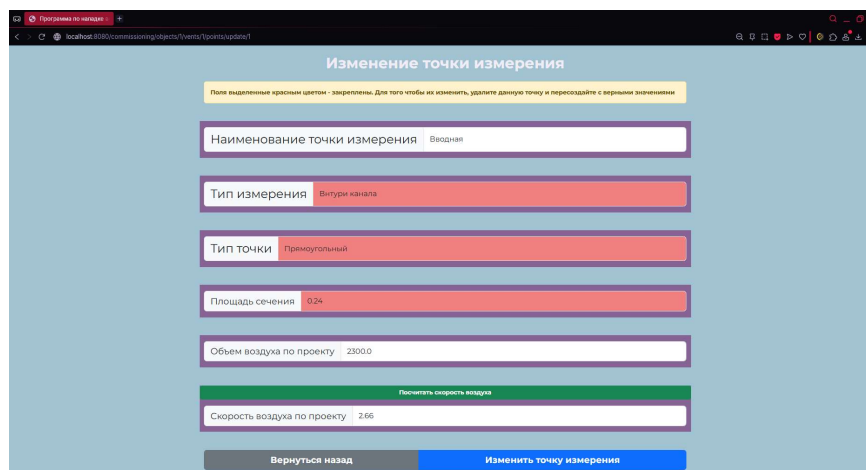 Программа по наладке
localhost:8080/commissioning/objects/1/vents/1/points/update/1
Изменение точки измерения
Поля выделенные красным цветом - закреплены. Для того чтобы их изменить, удалите данную точку и пересоздайте с верными значениями
Наименование точки измерения Вводная
Тип измерения Внтури канала
Тип точки Прямоугольный
Площадь сечения 0.24
Объем воздуха по проекту 2300.0
Посчитать скорость воздуха
Скорость воздуха по проекту 2.66
Вернуться назад Изменить точку измерения